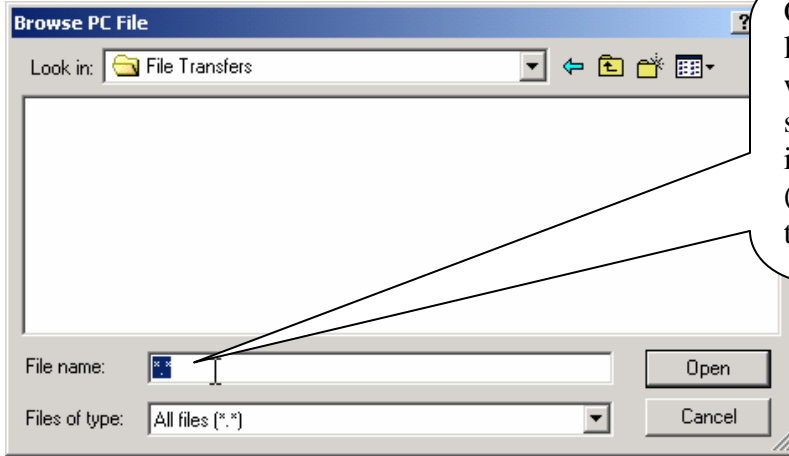 Browse PC File ?
Look in: File Transfers
File name: *.*
Open
Files of type: All files (*.*)
Cancel